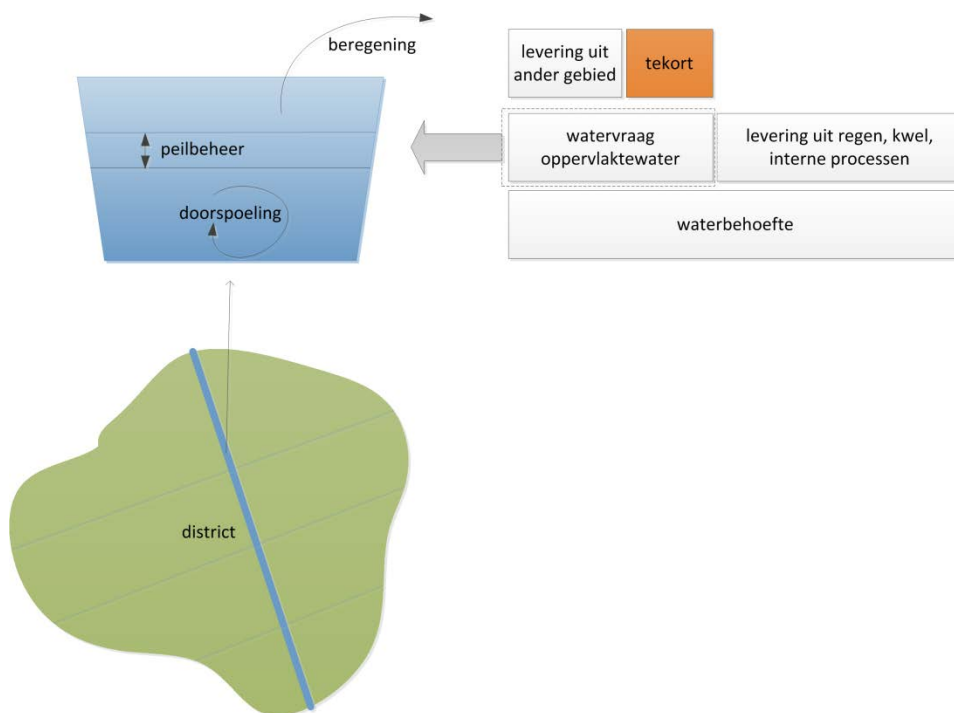 beregening
levering uit
ander gebied
tekort
peilbeheer
watervraag
oppervlaktewater
levering uit regen, kwel,
interne processen
doorspoeling
waterbehoefte
district